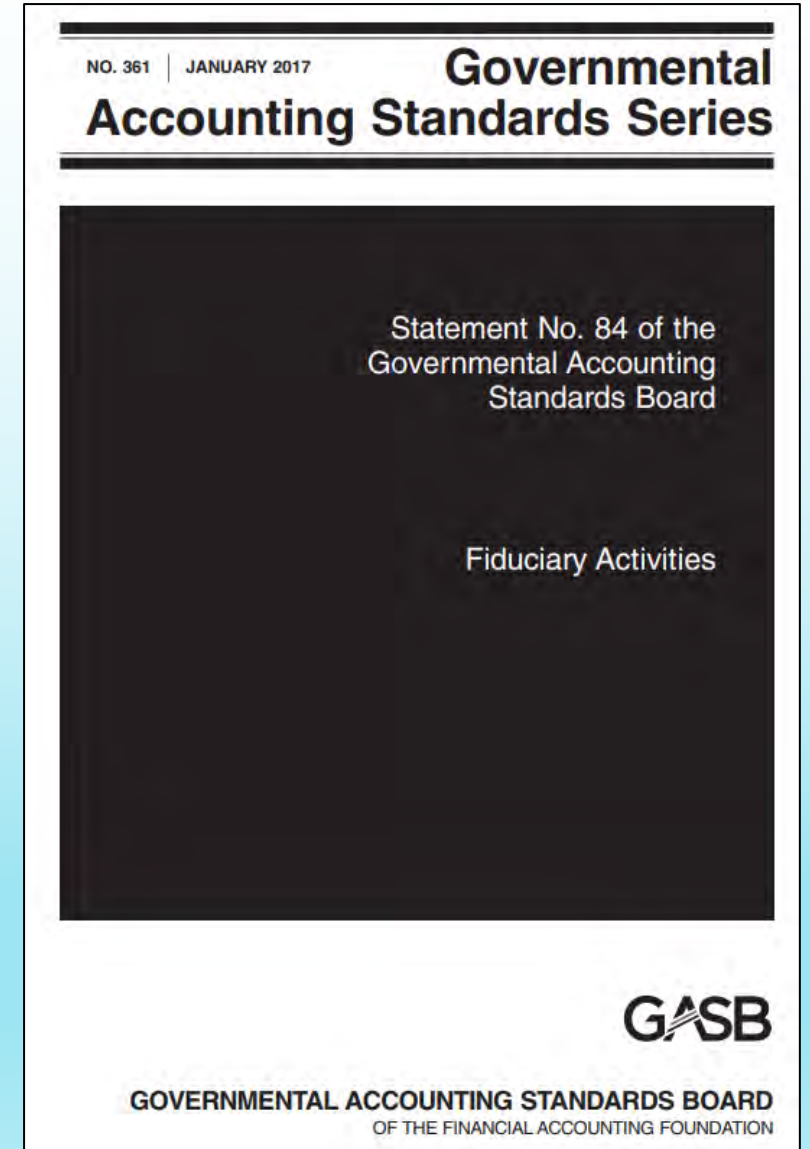 NO. 361 | JANUARY 2017
Governmental
Accounting Standards Series
Statement No. 84 of the
Governmental Accounting
Standards Board
Fiduciary Activities
GASB
GOVERNMENTAL ACCOUNTING STANDARDS BOARD
OF THE FINANCIAL ACCOUNTING FOUNDATION